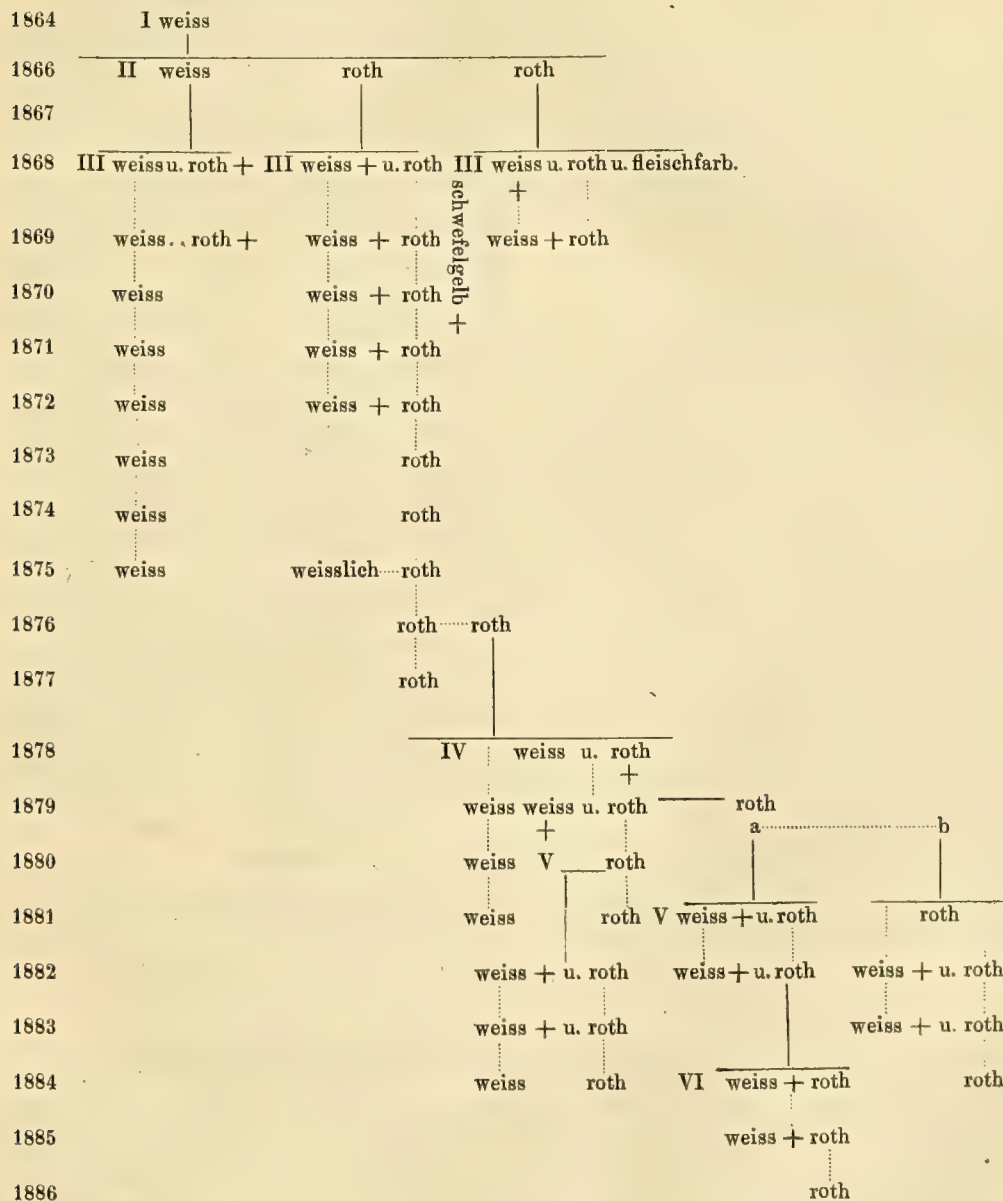 1864 I weiss
1866 II weiss roth roth
1867
1868 III weiss u. roth + III weiss + u. roth III weiss u. roth u. fleischfarb.
schwefelgelb +
+
1869 weiss.. roth + weiss + roth weiss + roth
1870 weiss weiss + roth
1871 weiss weiss + roth
1872 weiss weiss + roth
1873 weiss roth
1874 weiss roth
1875 weiss weisslich roth
1876 roth roth
1877 roth
1878 IV weiss u. roth
+
1879 weiss weiss u. roth roth
+ a b
1880 weiss V roth
1881 weiss roth V weiss + u. roth roth
1882 weiss + u. roth weiss + u. roth weiss + u. roth
1883 weiss + u. roth weiss + u. roth
1884 weiss roth VI weiss + roth roth
1885 weiss + roth
1886 roth